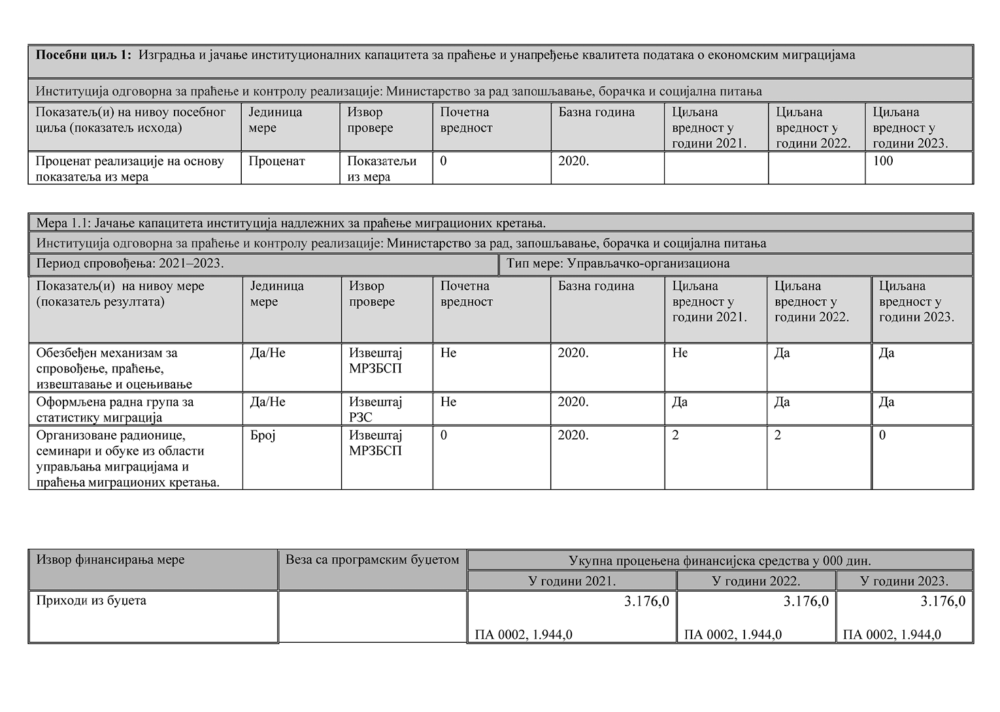 Посебни циљ 1: Изградња и јачање институционалних капацитета за праћење и унапређење квалитета података о економским миграцијама
Институција одговорна за праћење и контролу реализације: Министарство за рад запошљавање, борачка и социјална питања
Показатељ(и) на нивоу посебног
циља (показатељ исхода)
Јединица
мере
Извор
провере
Почетна
вредност
Базна година
Циљана
вредност у
години 2021.
Циљана
вредност у
години 2022.
Циљана
вредност у
години 2023.
Проценат реализације на основу
показатеља из мера
Проценат
Показатељи
из мера
0
2020.
100
Мера 1.1: Јачање капацитета институција надлежних за праћење миграционих кретања.
Институција одговорна за праћење и контролу реализације: Министарство за рад, запошљавање, борачка и социјална питања
Период спровођења: 2021–2023.
Тип мере: Управљачко-организациона
Показатељ(и) на нивоу мере
(показатељ резултата)
Јединица
мере
Извор
провере
Почетна
вредност
Базна година
Циљана
вредност у
години 2021.
Циљана
вредност у
години 2022.
Циљана
вредност у
години 2023.
Обезбеђен механизам за
спровођење, праћење,
извештавање и оцењивање
Да/Не
Извештај
МРЗБСП
Не
2020.
Не
Да
Да
Оформљена радна група за
статистику миграција
Да/Не
Извештај
РЗС
Не
2020.
Да
Да
Да
Организоване радионице,
семинари и обуке из области
управљања миграцијама и
праћења миграционих кретања.
Број
Извештај
МРЗБСП
0
2020.
2
2
0
Извор финансирања мере
Веза са програмским буџетом
Укупна процењена финансијска средства у 000 дин.
У години 2021.
У години 2022.
У години 2023.
Приходи из буџета
3.176,0
ПА 0002, 1.944,0
3.176,0
ПА 0002, 1.944,0
3.176,0
ПА 0002, 1.944,0